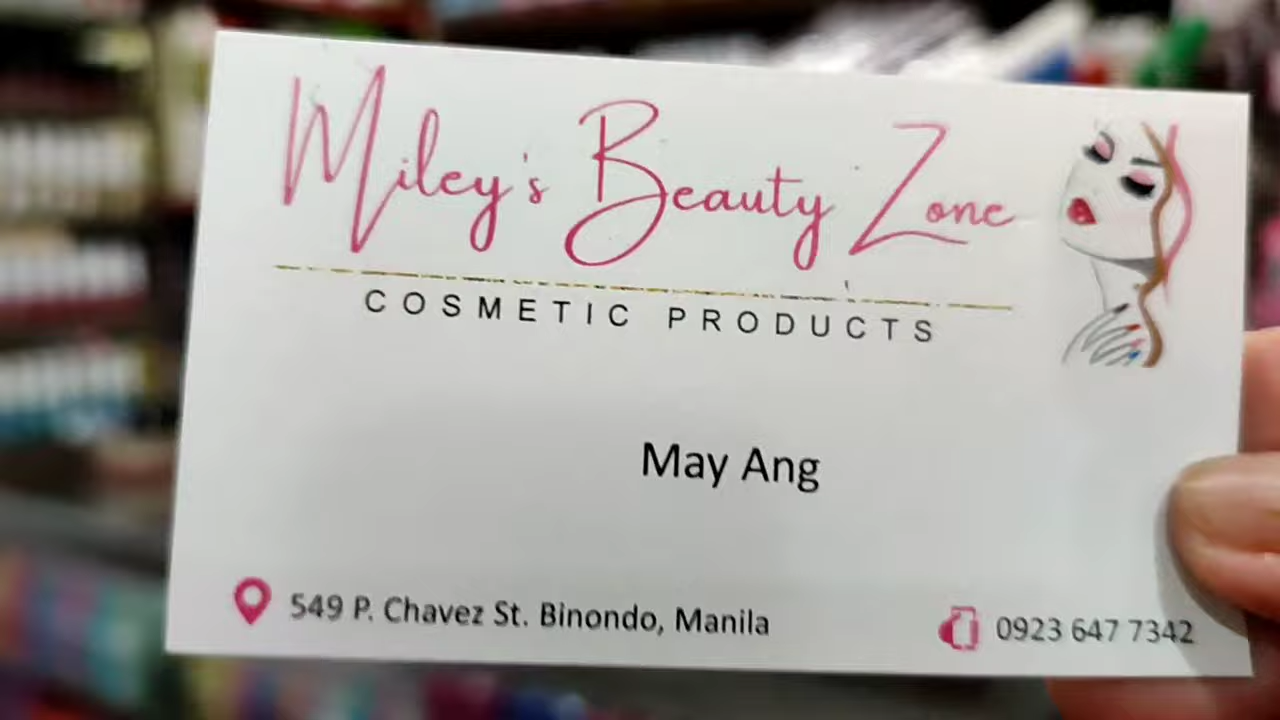 Miley's Beauty Zone
COSMETIC PRODUCTS
May Ang
549 P. Chavez St. Binondo, Manila
0923 647 7342